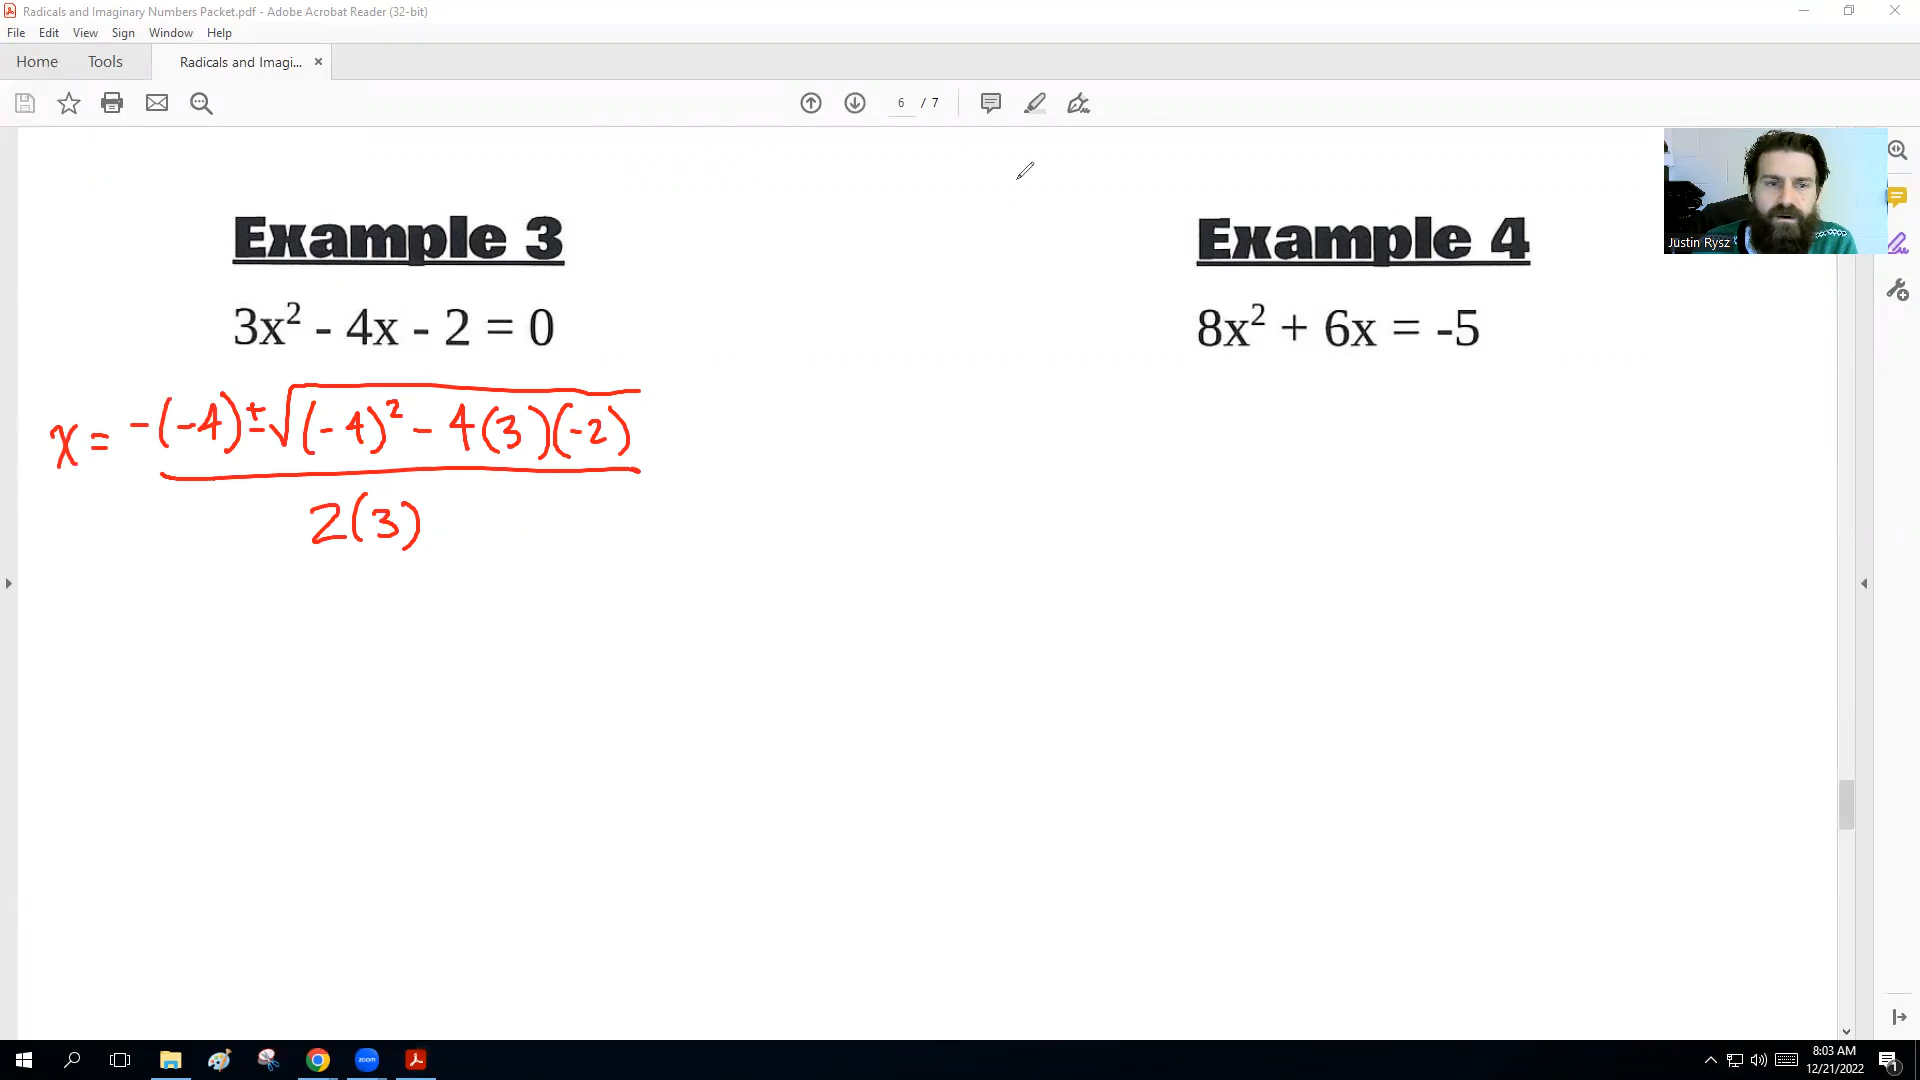 Radicals and Imaginary Numbers Packet.pdf - Adobe Acrobat Reader (32-bit)
File Edit View Sign Window Help
Home Tools Radicals and Imagi... ×
6 / 7
Justin Rysz
Example 3
3x² - 4x - 2 = 0
x = -(-4) ± √(-4)² - 4(3)(-2)
2(3)
Example 4
8x² + 6x = -5
zoom
8:03 AM
12/21/2022
1